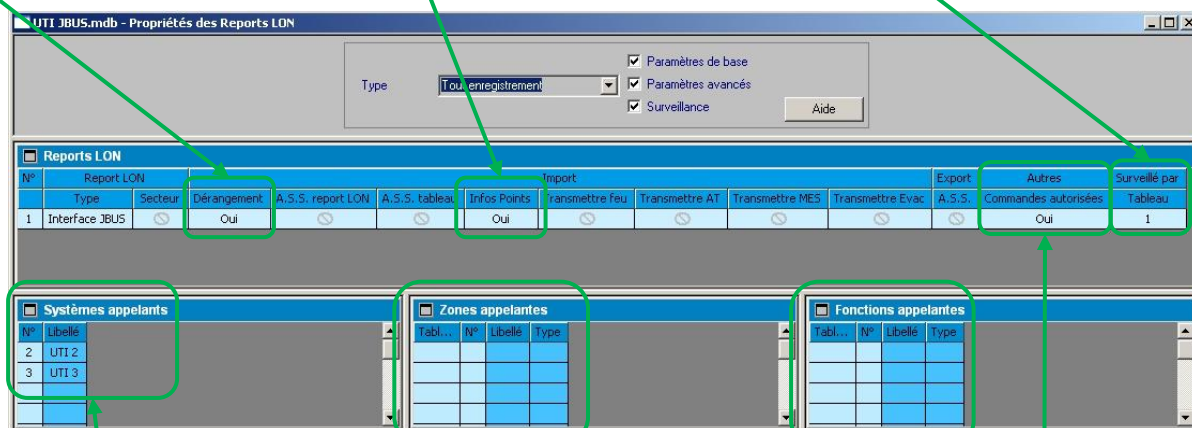 UTI JBUS.mdb - Propriétés des Reports LON
Paramètres de base
Type Tout enregistrement Paramètres avancés
Surveillance Aide
Reports LON
N° Report LON Import Export Autres Surveillé par
Type Secteur Dérangement A.S.S. report LON A.S.S. tableau Infos Points Transmettre feu Transmettre AT Transmettre MES Transmettre Evac A.S.S. Commandes autorisées Tableau
1 Interface JBUS Oui Oui Oui 1
Systèmes appelants Zones appelantes Fonctions appelantes
N° Libellé Tabl... N° Libellé Type Tabl... N° Libellé Type
2 UTI 2
3 UTI 3